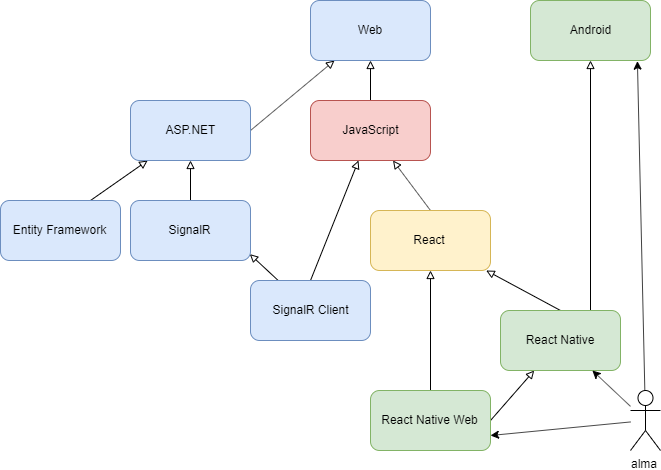 Web
Android
ASP.NET
JavaScript
Entity Framework
SignalR
React
SignalR Client
React Native
React Native Web
alma